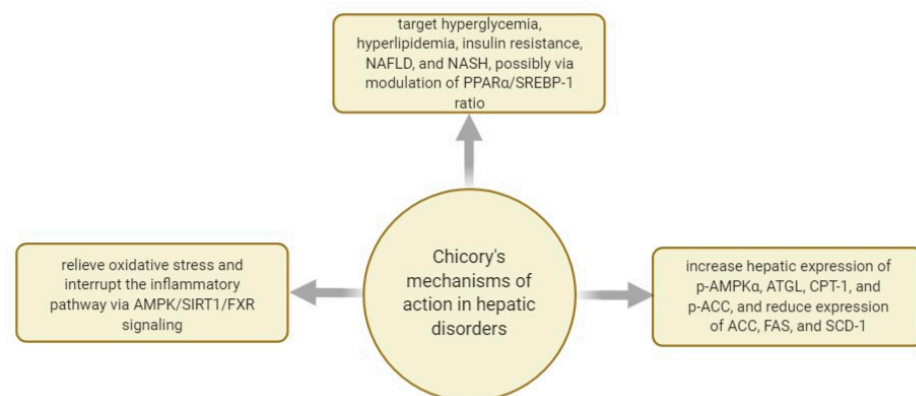 target hyperglycemia,
hyperlipidemia, insulin resistance,
NAFLD, and NASH, possibly via
modulation of PPARα/SREBP-1
ratio
relieve oxidative stress and
interrupt the inflammatory
pathway via AMPK/SIRT1/FXR
signaling
Chicory's
mechanisms of
action in hepatic
disorders
increase hepatic expression of
p-AMPKα, ATGL, CPT-1, and
p-ACC, and reduce expression
of ACC, FAS, and SCD-1